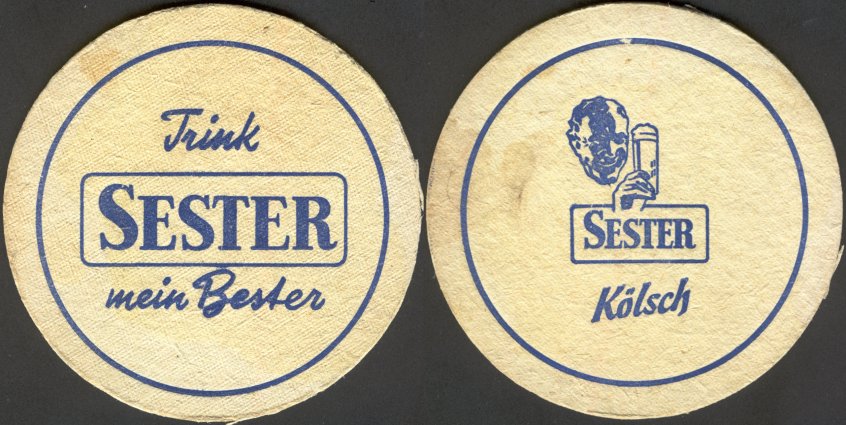 Trink
SESTER
mein Bester
SESTER
Kölsch